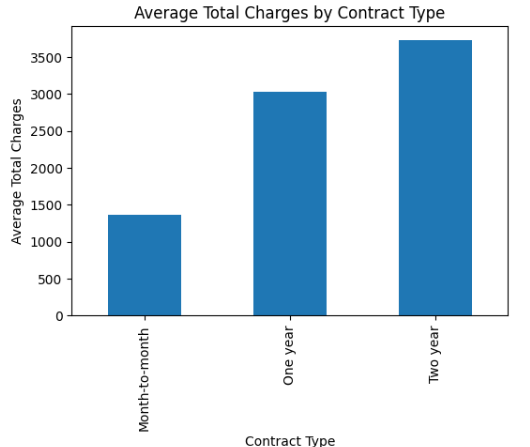 Average Total Charges by Contract Type
Average Total Charges
3500
3000
2500
2000
1500
1000
500
0
Month-to-month
One year
Two year
Contract Type